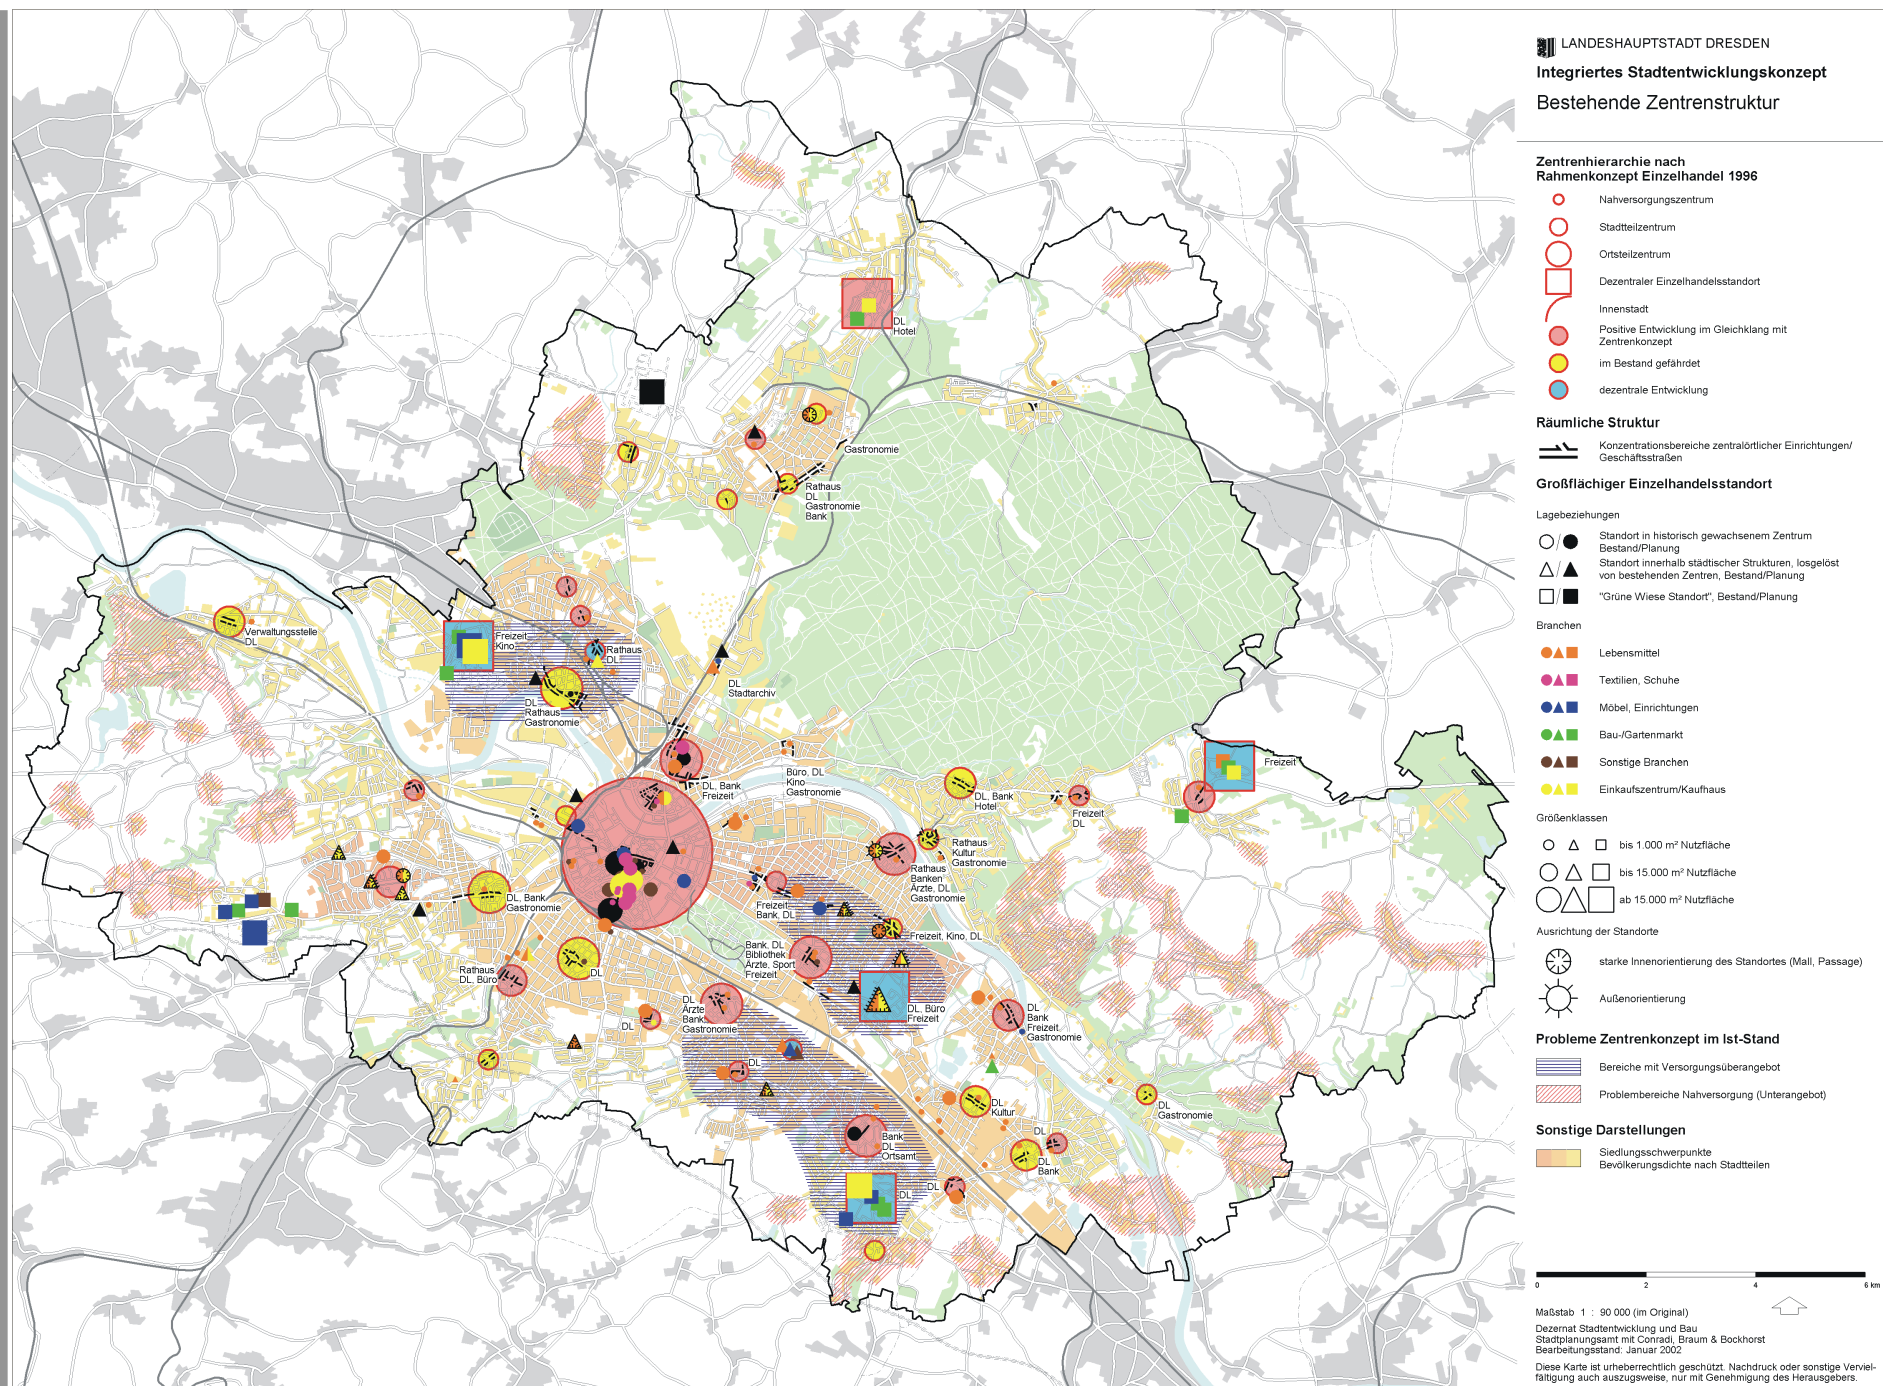 LANDESHAUPTSTADT DRESDEN
Integriertes Stadtentwicklungskonzept
Bestehende Zentrenstruktur
Zentrenhierarchie nach
Rahmenkonzept Einzelhandel 1996
Nahversorgungszentrum
Stadtteilzentrum
Ortsteilzentrum
Dezentraler Einzelhandelsstandort
Innenstadt
Positive Entwicklung im Gleichklang mit
Zentrenkonzept
im Bestand gefährdet
dezentrale Entwicklung
Räumliche Struktur
Konzentrationsbereiche zentralörtlicher Einrichtungen/
Geschäftsstraßen
Großflächiger Einzelhandelsstandort
Lagebeziehungen
Standort in historisch gewachsenem Zentrum
Bestand/Planung
Standort innerhalb städtischer Strukturen, losgelöst
von bestehenden Zentren, Bestand/Planung
"Grüne Wiese Standort", Bestand/Planung
Branchen
Lebensmittel
Textilien, Schuhe
Möbel, Einrichtungen
Bau-/Gartenmarkt
Sonstige Branchen
Einkaufszentrum/Kaufhaus
Größenklassen
bis 1.000 m² Nutzfläche
bis 15.000 m² Nutzfläche
ab 15.000 m² Nutzfläche
Ausrichtung der Standorte
starke Innenorientierung des Standortes (Mall, Passage)
Außenorientierung
Probleme Zentrenkonzept im Ist-Stand
Bereiche mit Versorgungsüberangebot
Problembereiche Nahversorgung (Unterangebot)
Sonstige Darstellungen
Siedlungsschwerpunkte
Bevölkerungsdichte nach Stadtteilen
0 2 4 6 km
Maßstab 1 : 90 000 (im Original)
Dezernat Stadtentwicklung und Bau
Stadtplanungsamt mit Conradi, Braum & Bockhorst
Bearbeitungsstand: Januar 2002
Diese Karte ist urheberrechtlich geschützt. Nachdruck oder sonstige Verviel-
fältigung auch auszugsweise, nur mit Genehmigung des Herausgebers.
DL
Hotel
Gastronomie
Rathaus
DL
Gastronomie
Bank
Verwaltungsstelle
DL
Freizeit
Kino
Rathaus
DL
DL
Rathaus
Gastronomie
DL
Stadtarchiv
DL, Bank
Freizeit
Büro, DL
Kino
Gastronomie
DL, Bank
Hotel
Freizeit
DL
Freizeit
Rathaus
Kultur
Gastronomie
Rathaus
Banken
Ärzte, DL
Gastronomie
DL, Bank
Gastronomie
Freizeit
Bank, DL
Freizeit, Kino, DL
Bank, DL
Bibliothek
Ärzte, Sport
Freizeit
Rathaus
DL, Büro
DL
DL
Ärzte
Bank
Gastronomie
DL
DL, Büro
Freizeit
DL
Bank
Freizeit
Gastronomie
DL
DL
Kultur
DL
Gastronomie
Bank
DL
Ortsamt
DL
DL
Bank
DL
DL